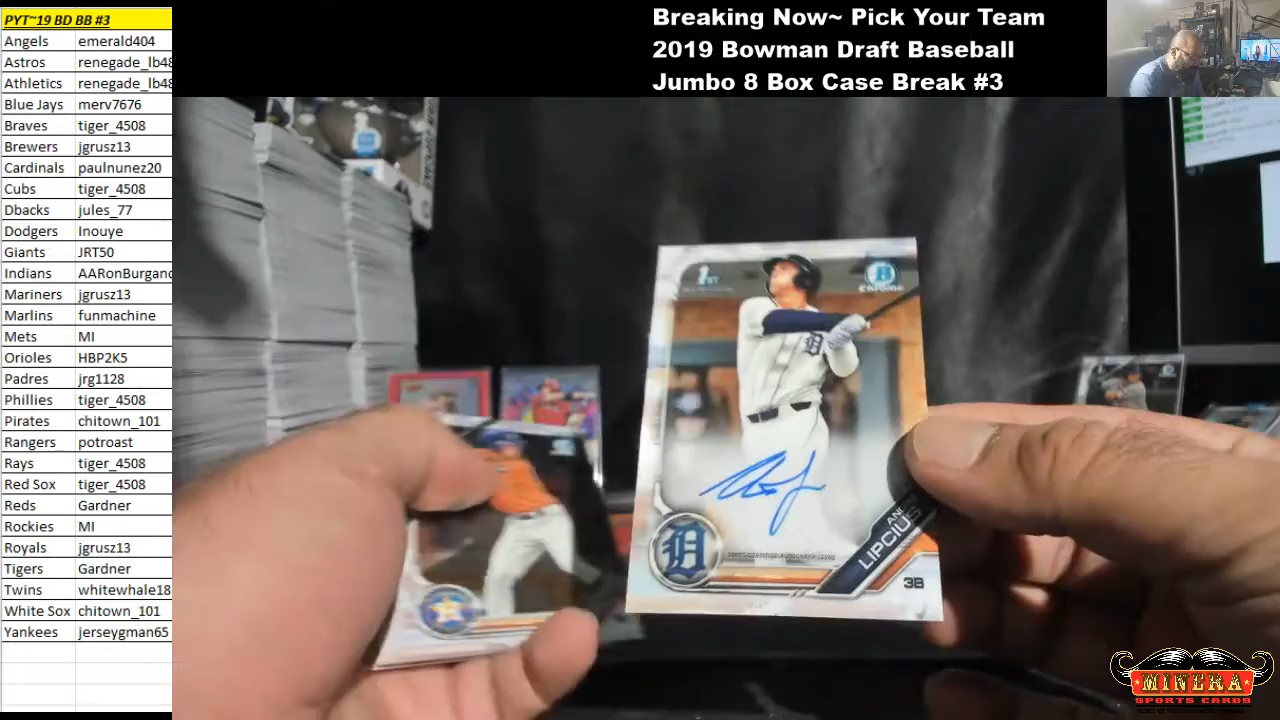 PYT~19 BD BB #3
Angels emerald404
Astros renegade_lb48
Athletics renegade_lb48
Blue Jays merv7676
Braves tiger_4508
Brewers jgrusz13
Cardinals paulnunez20
Cubs tiger_4508
Dbacks jules_77
Dodgers Inouye
Giants JRT50
Indians AARonBurgand
Mariners jgrusz13
Marlins funmachine
Mets MI
Orioles HBP2K5
Padres jrg1128
Phillies tiger_4508
Pirates chitown_101
Rangers potroast
Rays tiger_4508
Red Sox tiger_4508
Reds Gardner
Rockies MI
Royals jgrusz13
Tigers Gardner
Twins whitewhale18
White Sox chitown_101
Yankees jerseygman65
Breaking Now~ Pick Your Team
2019 Bowman Draft Baseball
Jumbo 8 Box Case Break #3
1ST
B
Chrome
D
D
LIPCIUS
3B
MINERA
SPORTS CARDS